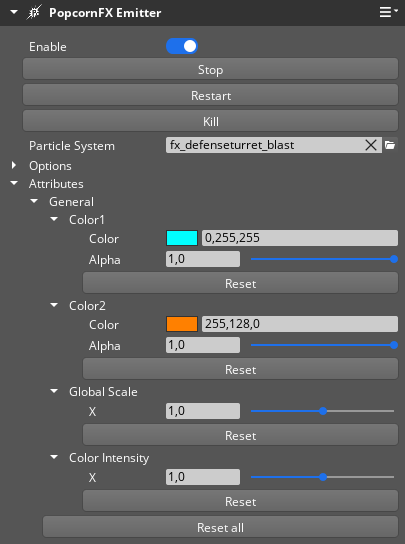 PopcornFX Emitter
Enable
Stop
Restart
Kill
Particle System fx_defenseturret_blast
Options
Attributes
General
Color1
Color 0,255,255
Alpha 1,0
Reset
Color2
Color 255,128,0
Alpha 1,0
Reset
Global Scale
X 1,0
Reset
Color Intensity
X 1,0
Reset
Reset all